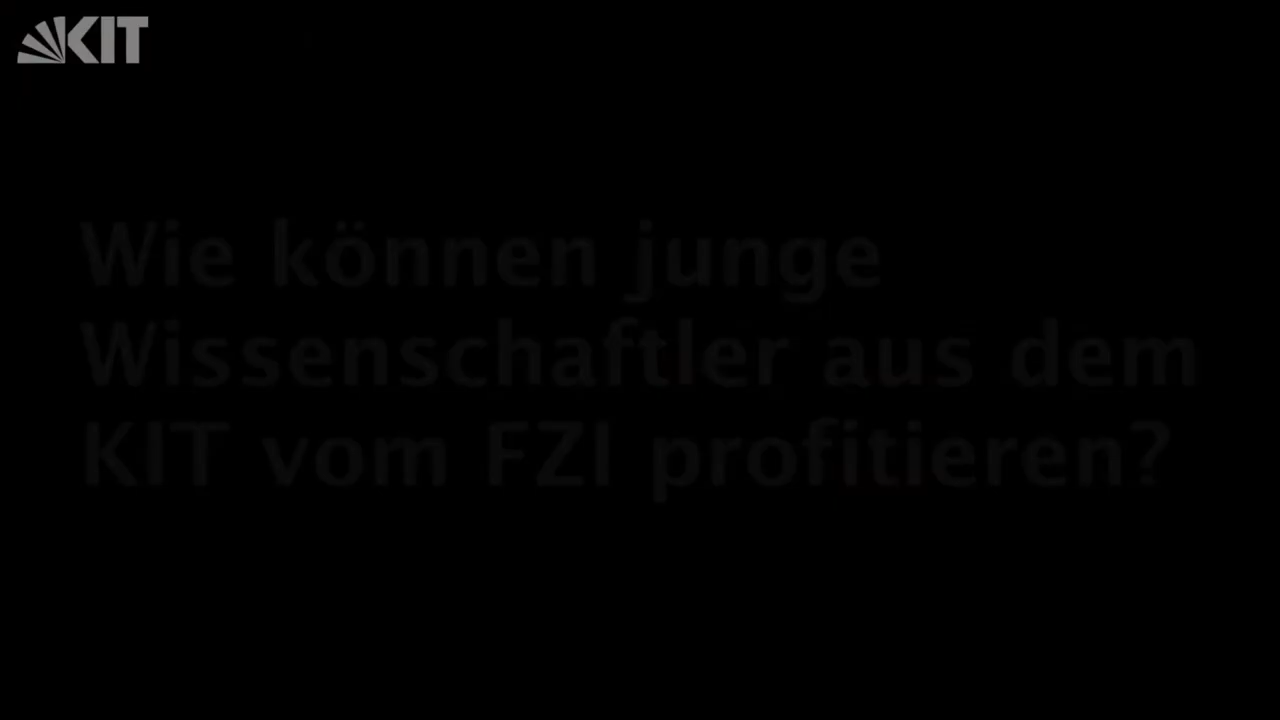 KIT
Wie können junge
Wissenschaftler aus dem
KIT vom FZI profitieren?